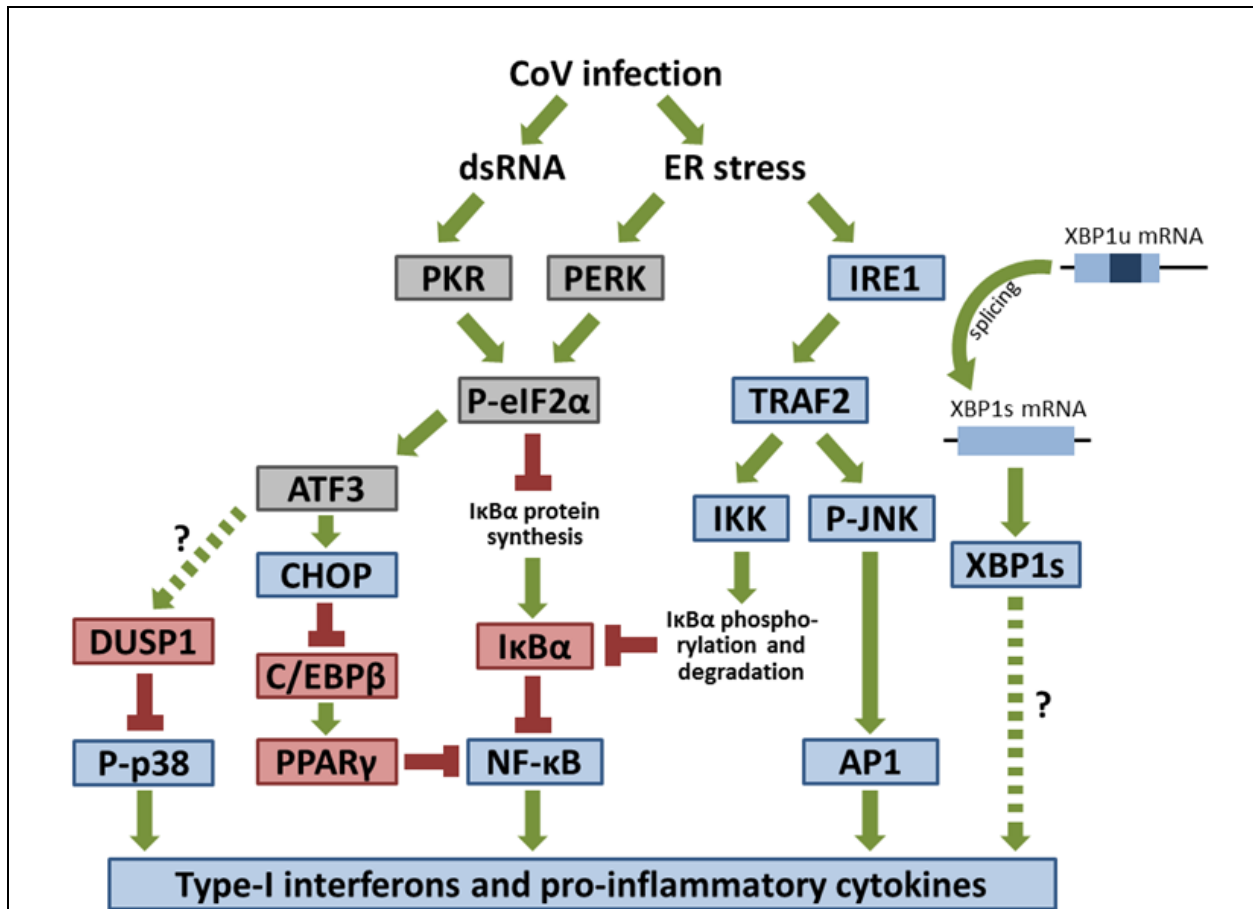 CoV infection
dsRNA
ER stress
XBP1u mRNA
PKR
PERK
IRE1
splicing
P-eIF2α
TRAF2
XBP1s mRNA
ATF3
IκBα protein
synthesis
IKK
P-JNK
?
CHOP
XBP1s
DUSP1
IκBα
IκBα phospho-
rylation and
degradation
C/EBPβ
?
P-p38
PPARγ
NF-κB
AP1
Type-I interferons and pro-inflammatory cytokines